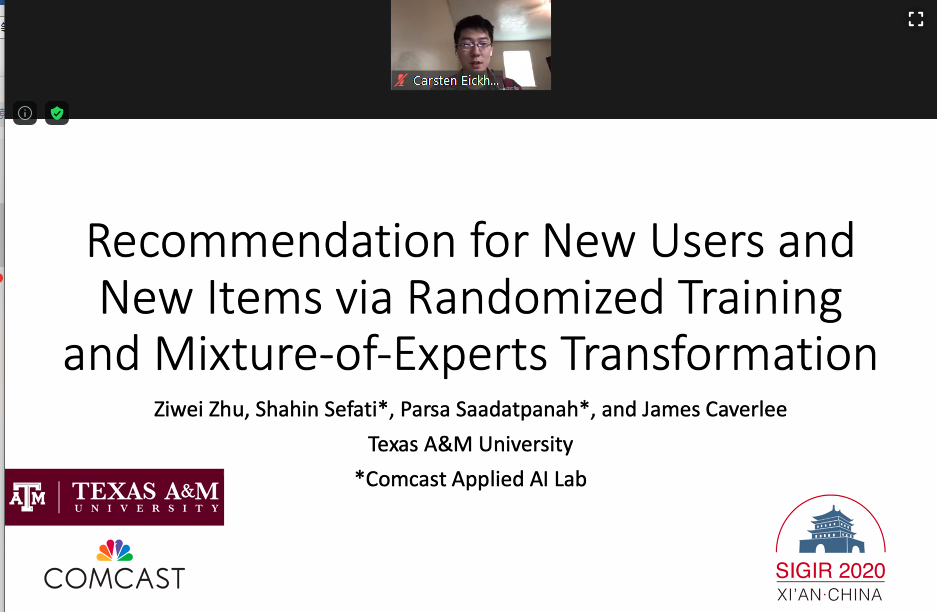 Carsten Eickh...
Recommendation for New Users and
New Items via Randomized Training
and Mixture-of-Experts Transformation
Ziwei Zhu, Shahin Sefati*, Parsa Saadatpanah*, and James Caverlee
Texas A&M University
*Comcast Applied AI Lab
ATM
TEXAS A&M
UNIVERSITY
COMCAST
SIGIR 2020
XI'AN·CHINA